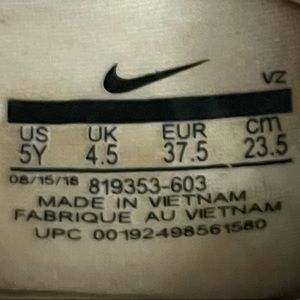 VZ
US UK EUR cm
5Y 4.5 37.5 23.5
08/15/18 819353-603
MADE IN VIETNAM
FABRIQUE AU VIETNAM
UPC 00192498561580